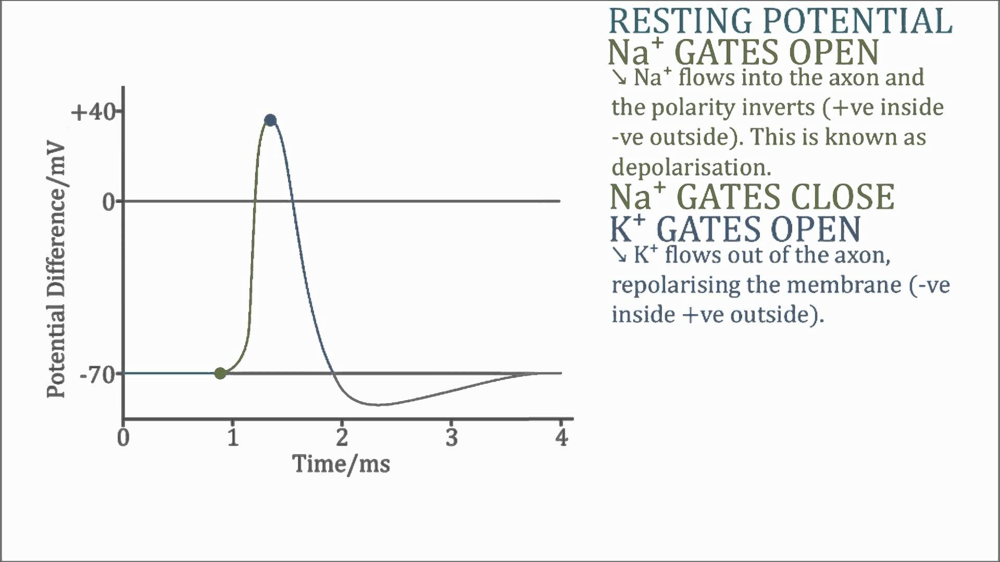 RESTING POTENTIAL
Na⁺ GATES OPEN
↘ Na⁺ flows into the axon and
the polarity inverts (+ve inside
-ve outside). This is known as
depolarisation.
Na⁺ GATES CLOSE
K⁺ GATES OPEN
↘ K⁺ flows out of the axon,
repolarising the membrane (-ve
inside +ve outside).
Potential Difference/mV
+40
0
-70
0 1 2 3 4
Time/ms